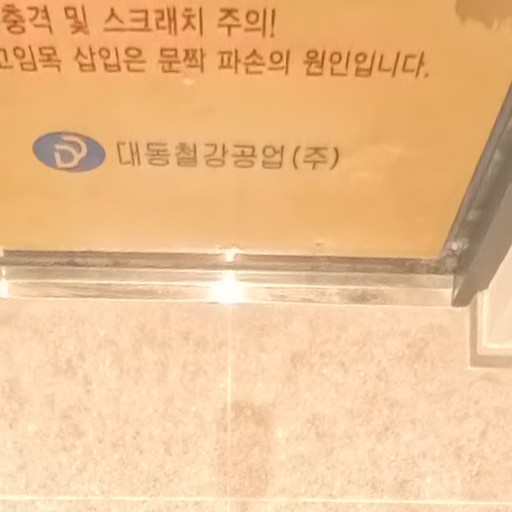 충격 및 스크래치 주의!
고임목 삽입은 문짝 파손의 원인입니다.
대동철강공업(주)